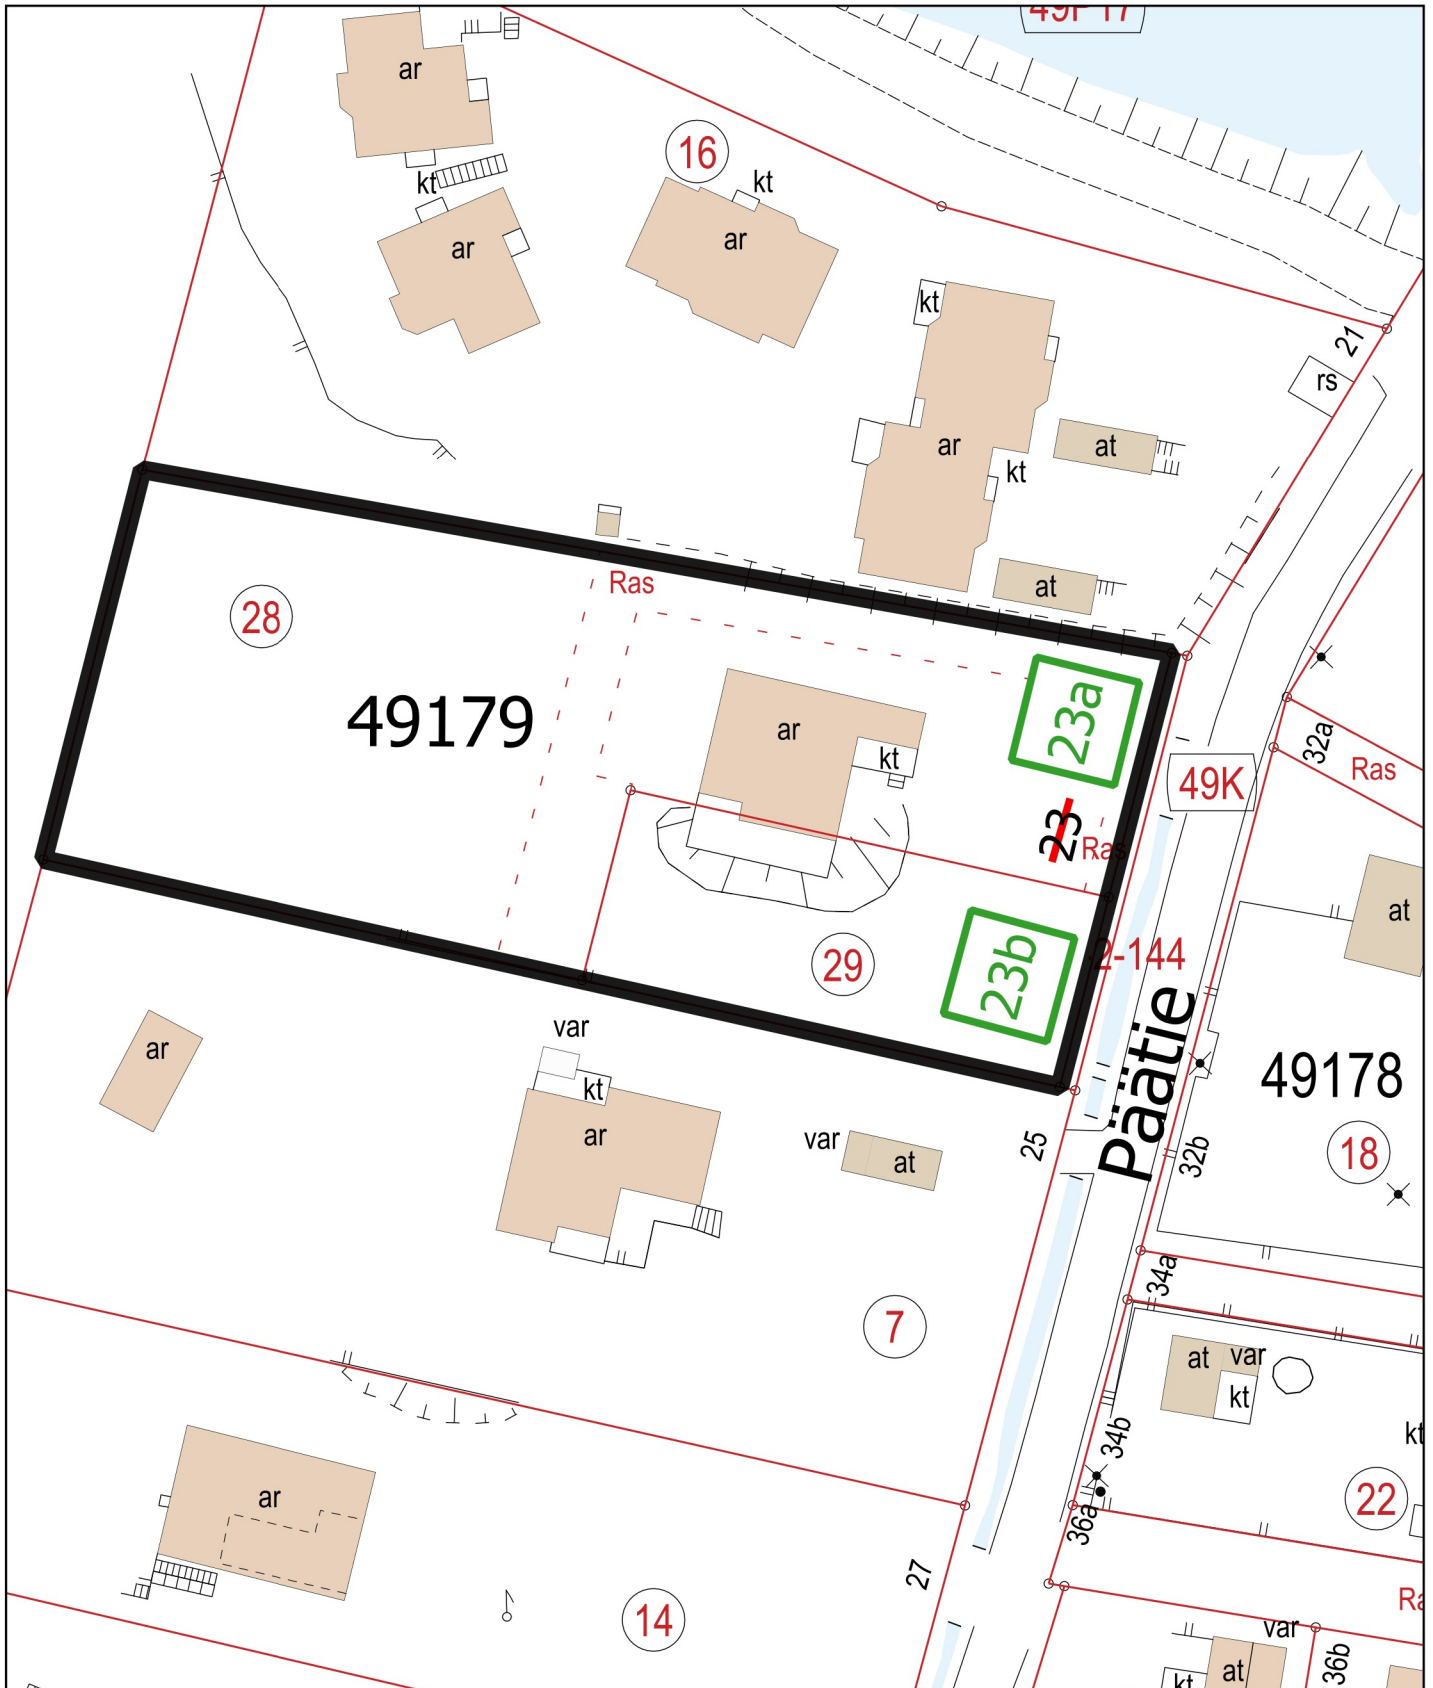 49P17
ar
16
kt
kt
ar
ar
kt
21
rs
ar
at
kt
Ras
at
28
23a
49179
ar
32a
kt
49K
Ras
23
Ras
at
29
23b
2-144
var
Päätie
ar
49178
kt
ar
25
var
at
32b
18
34a
7
at
var
kt
34b
kt
ar
22
36a
27
14
Ra
var
36b
at
kt